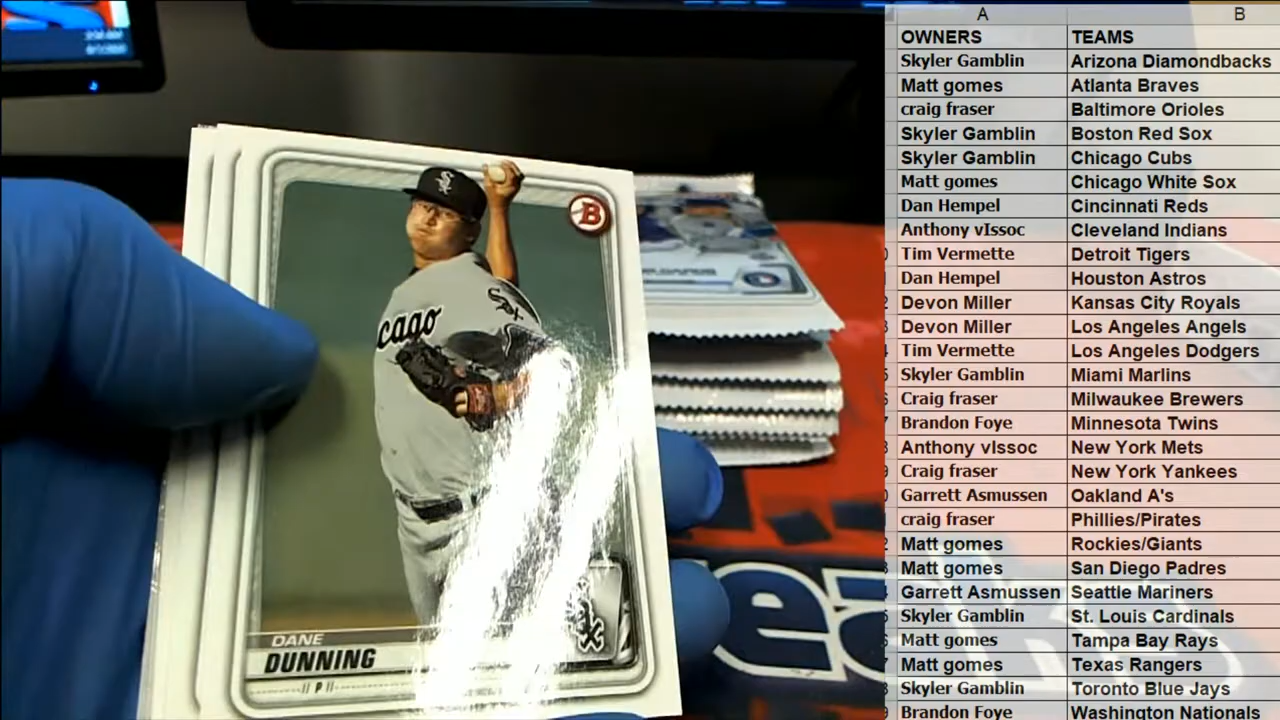 A B
OWNERS TEAMS
Skyler Gamblin Arizona Diamondbacks
Matt gomes Atlanta Braves
craig fraser Baltimore Orioles
Skyler Gamblin Boston Red Sox
Skyler Gamblin Chicago Cubs
Matt gomes Chicago White Sox
Dan Hempel Cincinnati Reds
Anthony vIssoc Cleveland Indians
Tim Vermette Detroit Tigers
Dan Hempel Houston Astros
Devon Miller Kansas City Royals
Devon Miller Los Angeles Angels
Tim Vermette Los Angeles Dodgers
Skyler Gamblin Miami Marlins
Craig fraser Milwaukee Brewers
Brandon Foye Minnesota Twins
Anthony vIssoc New York Mets
Craig fraser New York Yankees
Garrett Asmussen Oakland A's
craig fraser Phillies/Pirates
Matt gomes Rockies/Giants
Matt gomes San Diego Padres
Garrett Asmussen Seattle Mariners
Skyler Gamblin St. Louis Cardinals
Matt gomes Tampa Bay Rays
Matt gomes Texas Rangers
Skyler Gamblin Toronto Blue Jays
Brandon Foye Washington Nationals
Sox
B
Sox
cago
Sox
DANE
DUNNING
P